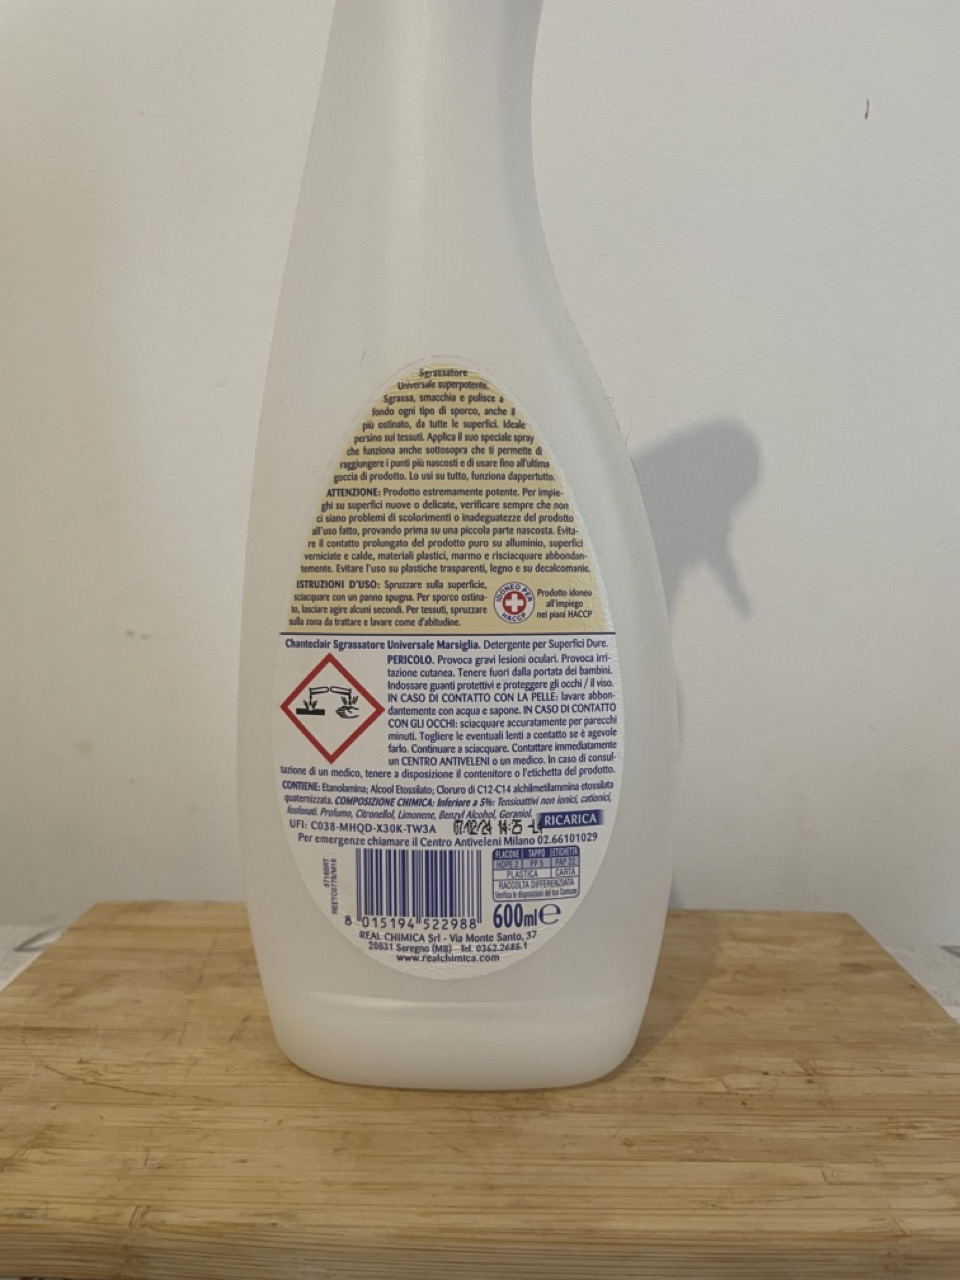 Sgrassatore
Universale superpotente.
Sgrassa, smacchia e pulisce a
fondo ogni tipo di sporco, anche il
più ostinato, da tutte le superfici. Ideale
persino sui tessuti. Applica il suo speciale spray
che funziona anche sottosopra che ti permette di
raggiungere i punti più nascosti e di usare fino all'ultima
goccia di prodotto. Lo usi su tutto, funziona dappertutto.
ATTENZIONE: Prodotto estremamente potente. Per impie-
ghi su superfici nuove o delicate, verificare sempre che non
ci siano problemi di scolorimenti o inadeguatezze del prodotto
all'uso fatto, provando prima su una piccola parte nascosta. Evita-
re il contatto prolungato del prodotto puro su alluminio, superfici
verniciate e calde, materiali plastici, marmo e risciacquare abbondan-
temente. Evitare l'uso su plastiche trasparenti, legno e su decalcomanie.
ISTRUZIONI D'USO: Spruzzare sulla superficie,
sciacquare con un panno spugna. Per sporco ostina-
to, lasciare agire alcuni secondi. Per tessuti, spruzzare
sulla zona da trattare e lavare come d'abitudine.
IDONEO PER
HACCP
Prodotto idoneo
all'impiego
nei piani HACCP
Chanteclair Sgrassatore Universale Marsiglia. Detergente per Superfici Dure.
PERICOLO. Provoca gravi lesioni oculari. Provoca irri-
tazione cutanea. Tenere fuori dalla portata dei bambini.
Indossare guanti protettivi e proteggere gli occhi / il viso.
IN CASO DI CONTATTO CON LA PELLE: lavare abbon-
dantemente con acqua e sapone. IN CASO DI CONTATTO
CON GLI OCCHI: sciacquare accuratamente per parecchi
minuti. Togliere le eventuali lenti a contatto se è agevole
farlo. Continuare a sciacquare. Contattare immediatamente
un CENTRO ANTIVELENI o un medico. In caso di consul-
tazione di un medico, tenere a disposizione il contenitore o l'etichetta del prodotto.
CONTIENE: Etanolamina; Alcool Etossilato; Cloruro di C12-C14 alchilmetilammina etossilata
quaternizzata. COMPOSIZIONE CHIMICA: Inferiore a 5%: Tensioattivi non ionici, cationici,
fosfonati. Profumo, Citronellol, Limonene, Benzyl Alcohol, Geraniol.
RICARICA
UFI: C038-MHQD-X30K-TW3A 07/12/24 14:25
Per emergenze chiamare il Centro Antiveleni Milano 02.66101029
FLACONE TAPPO ETICHETTA
HDPE 2 PP 5 PAP 22
PLASTICA CARTA
RACCOLTA DIFFERENZIATA
Verifica le disposizioni del tuo Comune
8 015194 522988
600ml e
REAL CHIMICA Srl - Via Monte Santo, 37
20831 Seregno (MB) - Tel. 0362.2685.1
www.realchimica.com